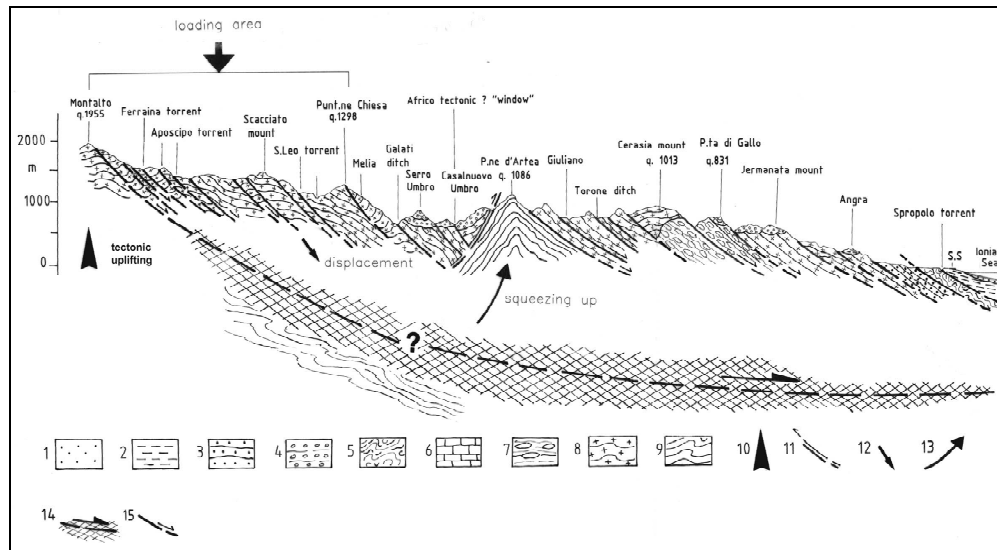 loading area
Montalto
q.1955
Ferraina torrent
Aposcipo torrent
Scacciato
mount
S.Leo torrent
Punt.ne Chiesa
q.1298
Melia
Galati
ditch
Serro
Umbro
Africo tectonic ? "window"
Casalnuovo
Umbro
P.ne d'Artea
q. 1086
Giuliano
Torone ditch
Cerasia mount
q. 1013
P.ta di Gallo
q.831
Jermanata mount
Angra
Spropolo torrent
S.S
Ionia
Sea
2000
m
1000
0
tectonic
uplifting
displacement
squeezing up
?
1
2
3
4
5
6
7
8
9
10
11
12
13
14
15